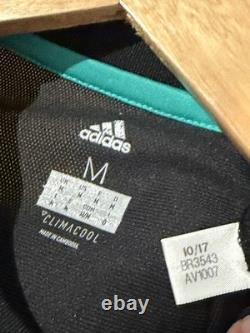 adidas
M
CLIMACOOL
MADE IN CAMBODIA
10/17
BR3543
AV1007